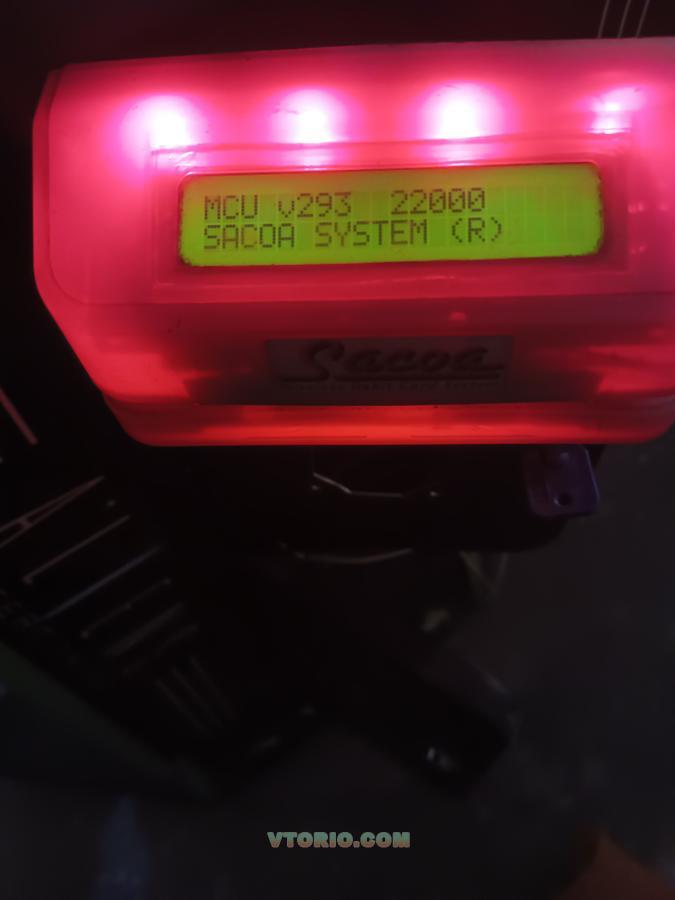 MCU v293 22000
SACOA SYSTEM (R)
Sacoa
VTORIO.COM